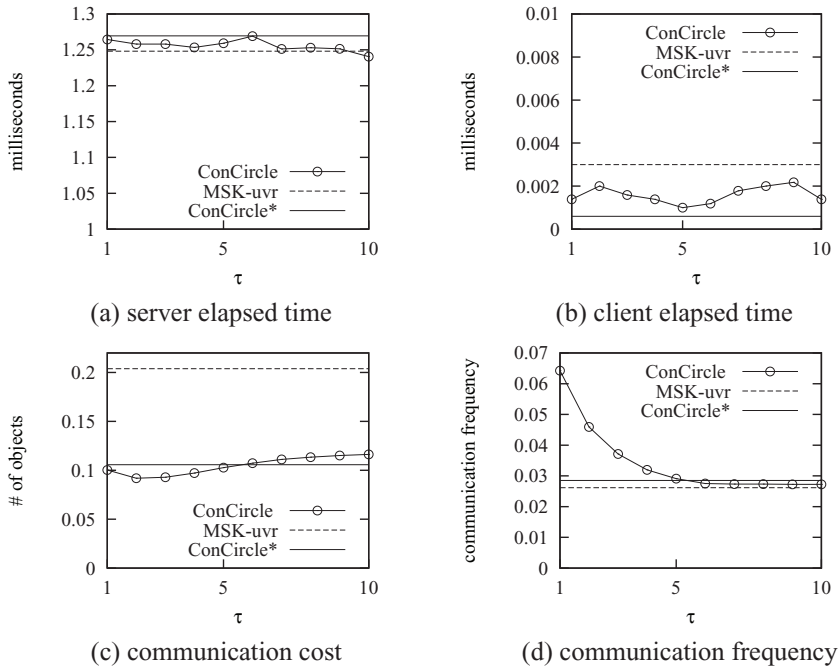 1.3
1.25
1.2
1.15
1.1
1.05
1
milliseconds
ConCircle
MSK-uvr
ConCircle*
1 5 10
τ
(a) server elapsed time
0.01
0.008
0.006
0.004
0.002
0
milliseconds
ConCircle
MSK-uvr
ConCircle*
1 5 10
τ
(b) client elapsed time
0.2
0.15
0.1
0.05
0
# of objects
ConCircle
MSK-uvr
ConCircle*
1 5 10
τ
(c) communication cost
0.07
0.06
0.05
0.04
0.03
0.02
0.01
0
communication frequency
ConCircle
MSK-uvr
ConCircle*
1 5 10
τ
(d) communication frequency